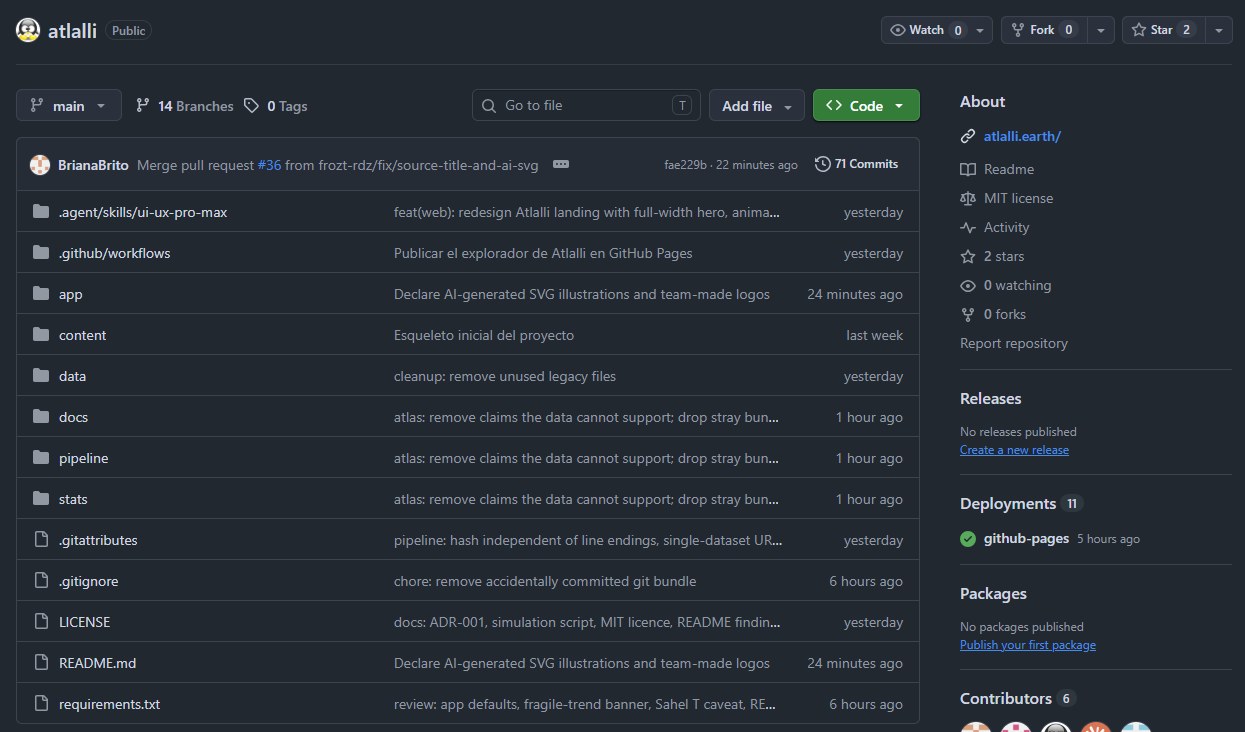 atlalli Public Watch 0 Fork 0 Star 2
main 14 Branches 0 Tags Go to file T Add file Code
BrianaBrito Merge pull request #36 from frozt-rdz/fix/source-title-and-ai-svg fae229b · 22 minutes ago 71 Commits
.agent/skills/ui-ux-pro-max feat(web): redesign Atlalli landing with full-width hero, anima... yesterday
.github/workflows Publicar el explorador de Atlalli en GitHub Pages yesterday
app Declare AI-generated SVG illustrations and team-made logos 24 minutes ago
content Esqueleto inicial del proyecto last week
data cleanup: remove unused legacy files yesterday
docs atlas: remove claims the data cannot support; drop stray bun... 1 hour ago
pipeline atlas: remove claims the data cannot support; drop stray bun... 1 hour ago
stats atlas: remove claims the data cannot support; drop stray bun... 1 hour ago
.gitattributes pipeline: hash independent of line endings, single-dataset UR... yesterday
.gitignore chore: remove accidentally committed git bundle 6 hours ago
LICENSE docs: ADR-001, simulation script, MIT licence, README findin... yesterday
README.md Declare AI-generated SVG illustrations and team-made logos 24 minutes ago
requirements.txt review: app defaults, fragile-trend banner, Sahel T caveat, RE... 6 hours ago
About
atlalli.earth/
Readme
MIT license
Activity
2 stars
0 watching
0 forks
Report repository
Releases
No releases published
Create a new release
Deployments 11
github-pages 5 hours ago
Packages
No packages published
Publish your first package
Contributors 6